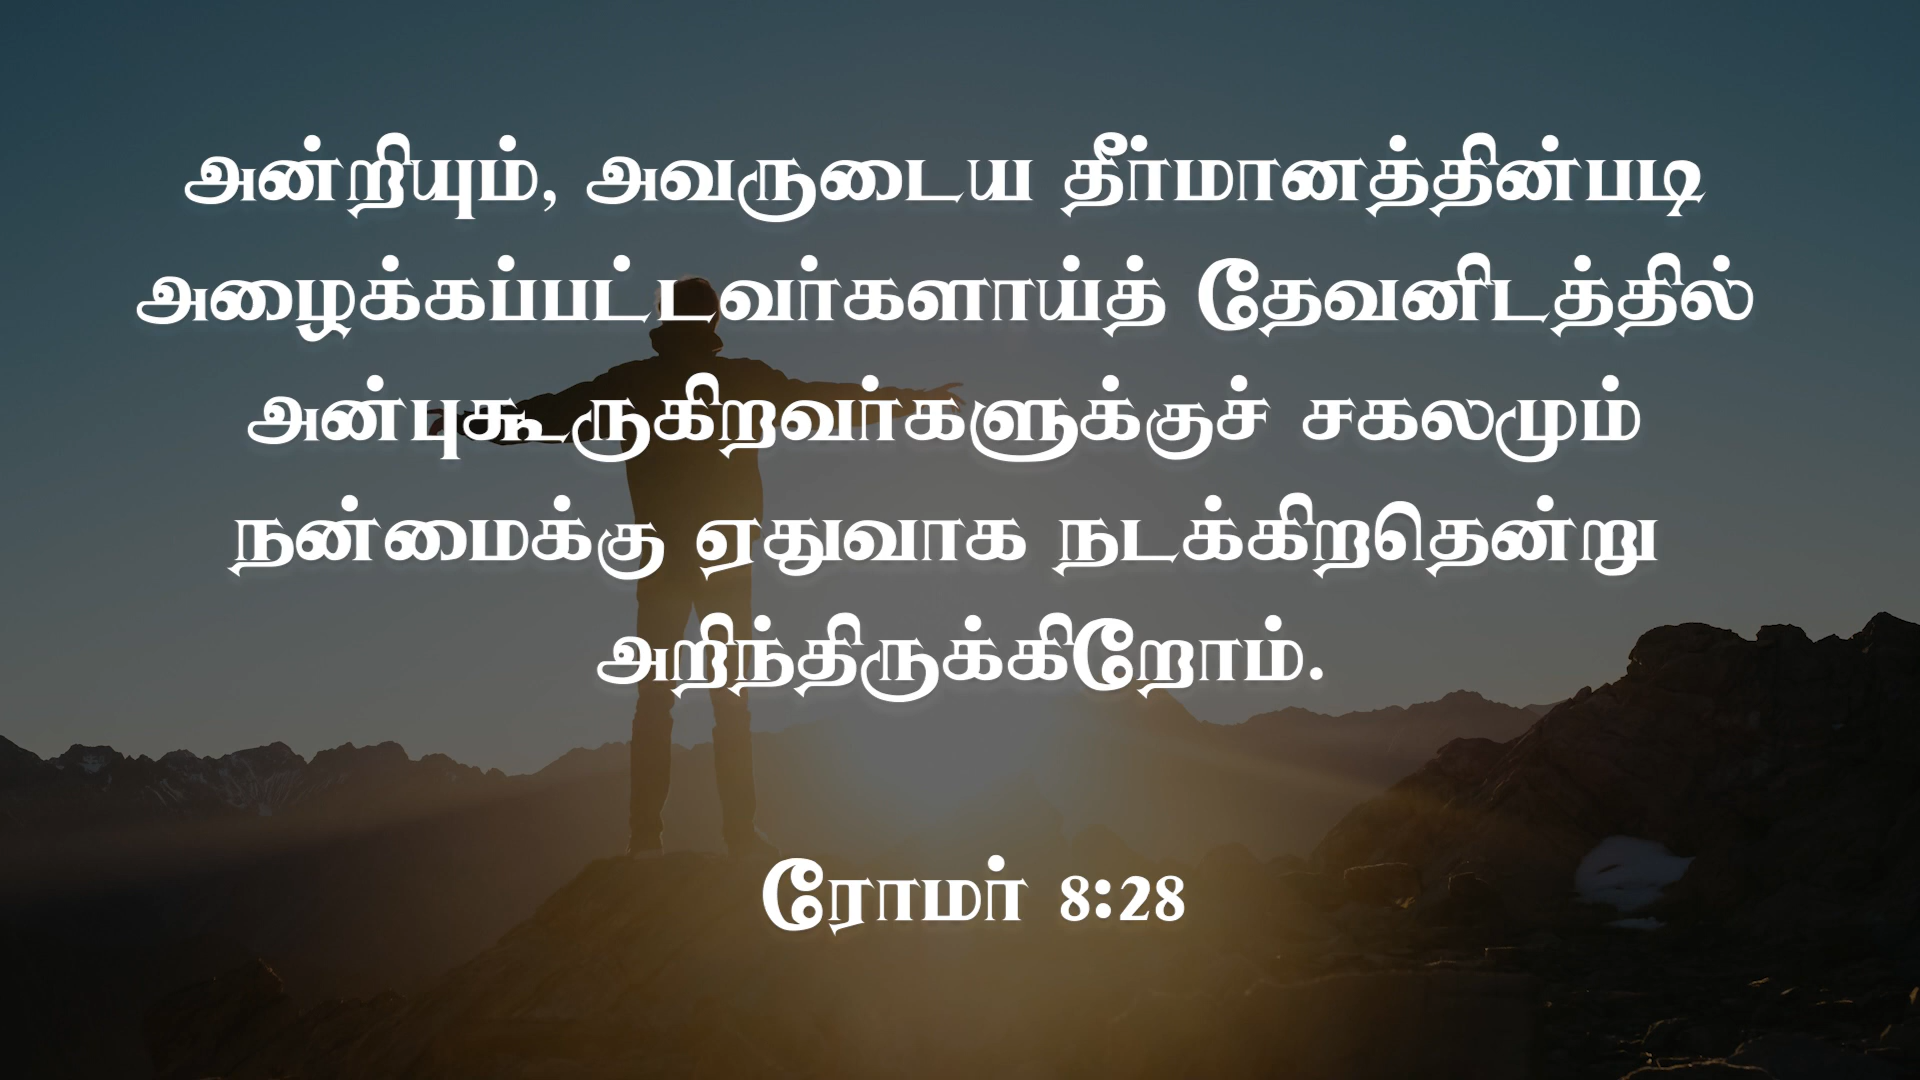 அன்றியும், அவருடைய தீர்மானத்தின்படி
அழைக்கப்பட்டவர்களாய்த் தேவனிடத்தில்
அன்புகூருகிறவர்களுக்குச் சகலமும்
நன்மைக்கு ஏதுவாக நடக்கிறதென்று
அறிந்திருக்கிறோம்.
ரோமர் 8:28